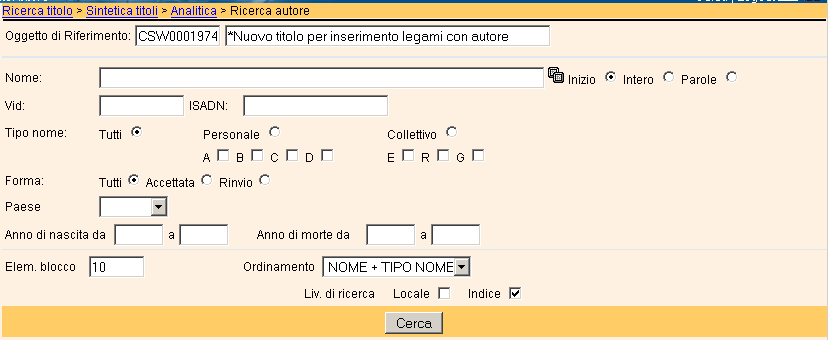 Ricerca titolo > Sintetica titoli > Analitica > Ricerca autore
Oggetto di Riferimento: CSW0001974 *Nuovo titolo per inserimento legami con autore
Nome: Inizio Intero Parole
Vid: ISADN:
Tipo nome: Tutti Personale Collettivo
A B C D E R G
Forma: Tutti Accettata Rinvio
Paese
Anno di nascita da a Anno di morte da a
Elem. blocco 10 Ordinamento NOME + TIPO NOME
Liv. di ricerca Locale Indice
Cerca